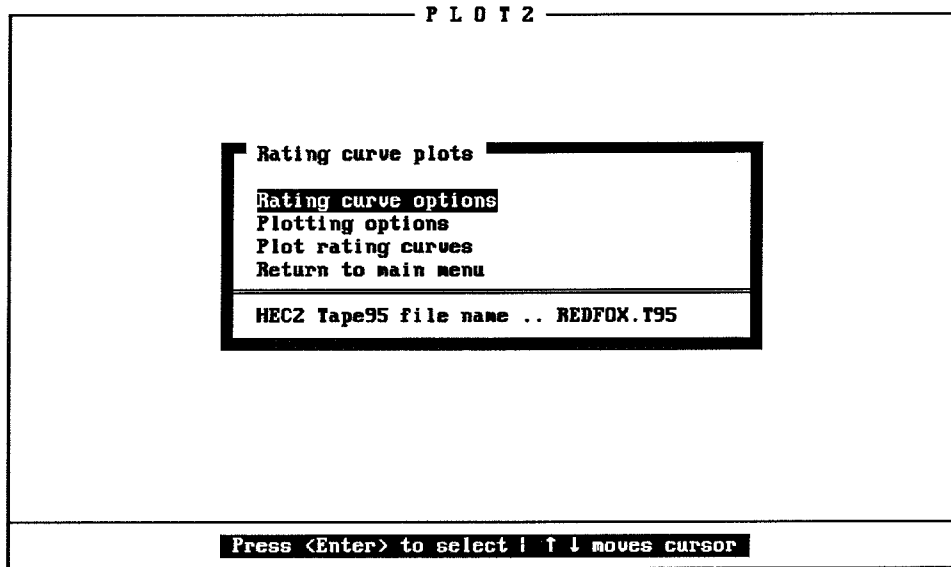 P L O T 2
Rating curve plots
Rating curve options
Plotting options
Plot rating curves
Return to main menu
HEC2 Tape95 file name .. REDFOX.T95
Press <Enter> to select ¦ ↑ ↓ moves cursor